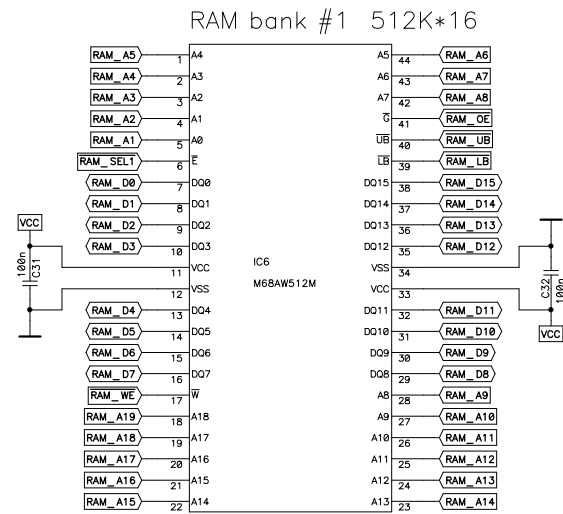 RAM bank #1 512K*16
RAM_A5 1 A4 A5 44 RAM_A6
RAM_A4 2 A3 A6 43 RAM_A7
RAM_A3 3 A2 A7 42 RAM_A8
RAM_A2 4 A1 G 41 RAM_OE
RAM_A1 5 A0 UB 40 RAM_UB
RAM_SEL1 6 E LB 39 RAM_LB
RAM_D0 7 DQ0 DQ15 38 RAM_D15
RAM_D1 8 DQ1 DQ14 37 RAM_D14
RAM_D2 9 DQ2 DQ13 36 RAM_D13
RAM_D3 10 DQ3 DQ12 35 RAM_D12
VCC 100n C31 11 VCC IC6 VSS 34
12 VSS M68AW512M VCC 33 C32 100n VCC
RAM_D4 13 DQ4 DQ11 32 RAM_D11
RAM_D5 14 DQ5 DQ10 31 RAM_D10
RAM_D6 15 DQ6 DQ9 30 RAM_D9
RAM_D7 16 DQ7 DQ8 29 RAM_D8
RAM_WE 17 W A8 28 RAM_A9
RAM_A19 18 A18 A9 27 RAM_A10
RAM_A18 19 A17 A10 26 RAM_A11
RAM_A17 20 A16 A11 25 RAM_A12
RAM_A16 21 A15 A12 24 RAM_A13
RAM_A15 22 A14 A13 23 RAM_A14